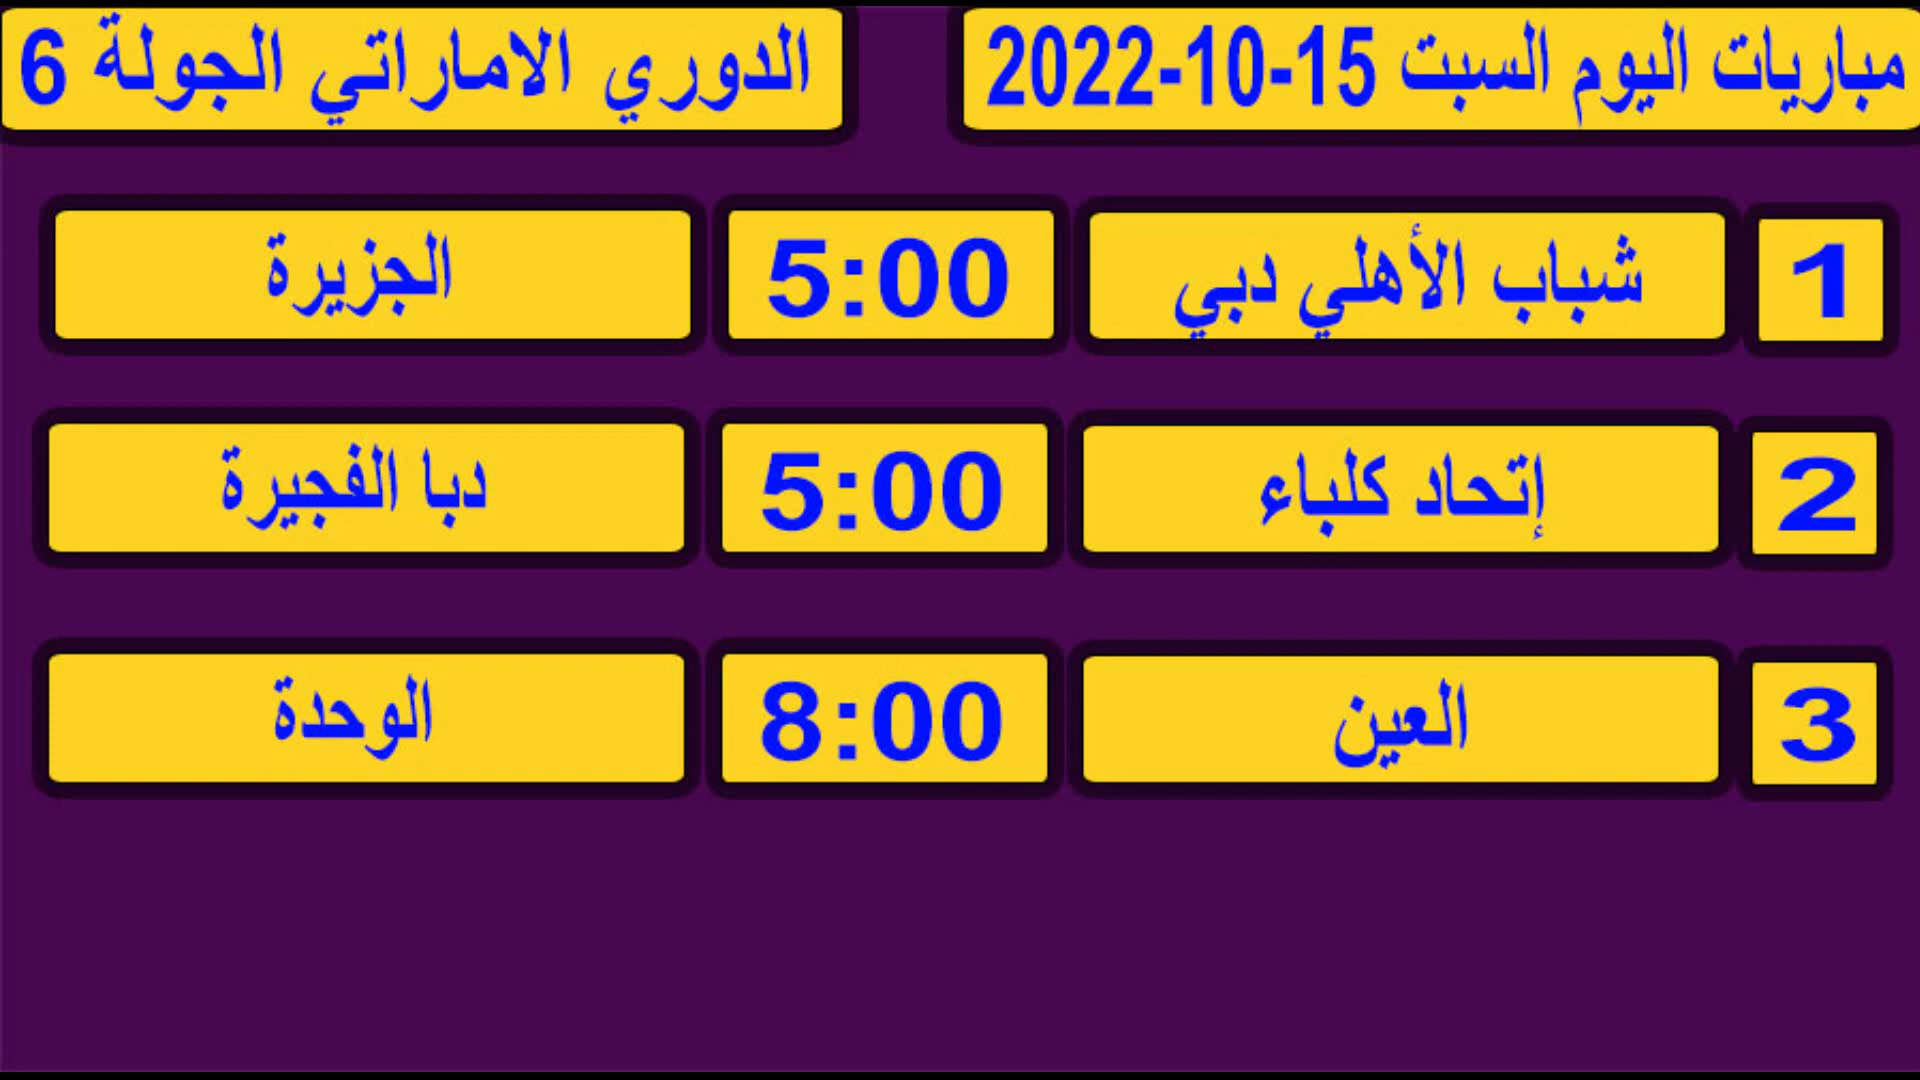 مباريات اليوم السبت 15-10-2022
الدوري الاماراتي الجولة 6
1 شباب الأهلي دبي 5:00 الجزيرة
2 إتحاد كلباء 5:00 دبا الفجيرة
3 العين 8:00 الوحدة